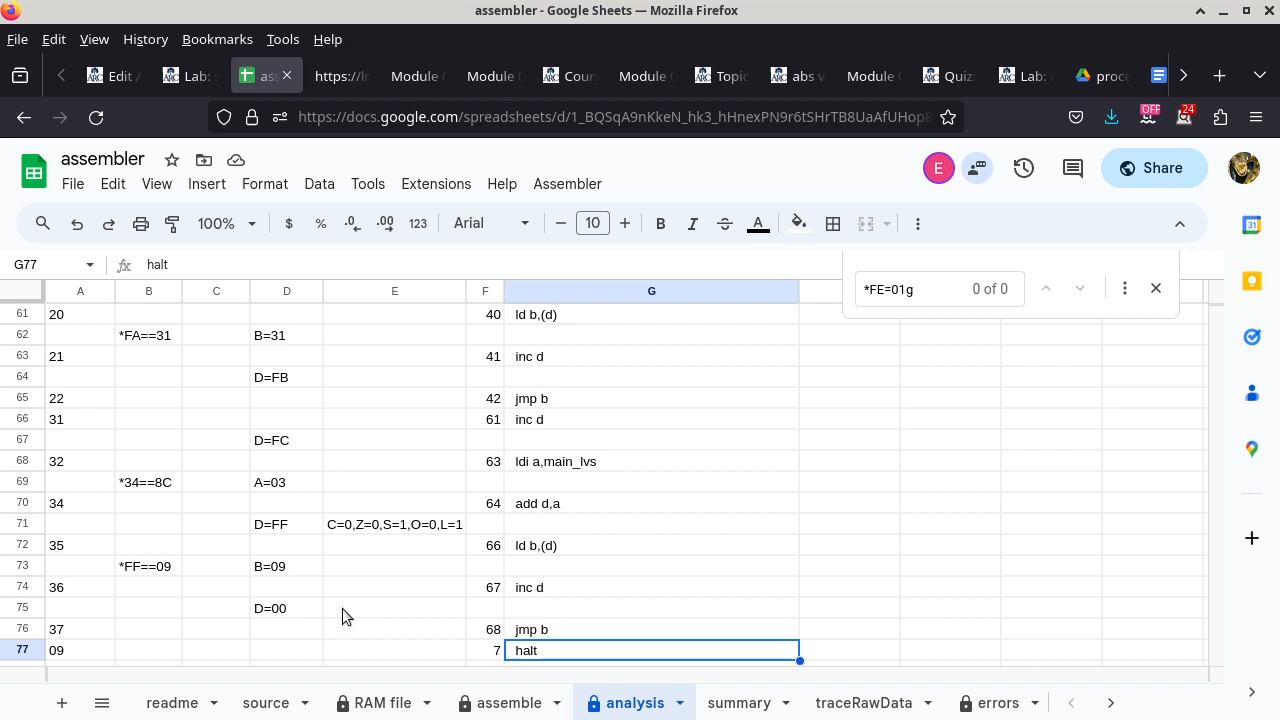 assembler - Google Sheets — Mozilla Firefox
File Edit View History Bookmarks Tools Help
Edit Lab: ass https://lr Module Module Cour Module Topic abs v Module Quiz Lab: proce
https://docs.google.com/spreadsheets/d/1_BQSqA9nKkeN_hk3_hHnexPN9r6tSHrTB8UaAfUHop8 OFF 24
assembler
File Edit View Insert Format Data Tools Extensions Help Assembler
E Share
100% $ % .0 .00 123 Arial 10 B I A
31
G77 halt
*FE=01g 0 of 0
A B C D E F G
61 20 40 ld b,(d)
62 *FA==31 B=31
63 21 41 inc d
64 D=FB
65 22 42 jmp b
66 31 61 inc d
67 D=FC
68 32 63 ldi a,main_lvs
69 *34==8C A=03
70 34 64 add d,a
71 D=FF C=0,Z=0,S=1,O=0,L=1
72 35 66 ld b,(d)
73 *FF==09 B=09
74 36 67 inc d
75 D=00
76 37 68 jmp b
77 09 7 halt
readme source RAM file assemble analysis summary traceRawData errors